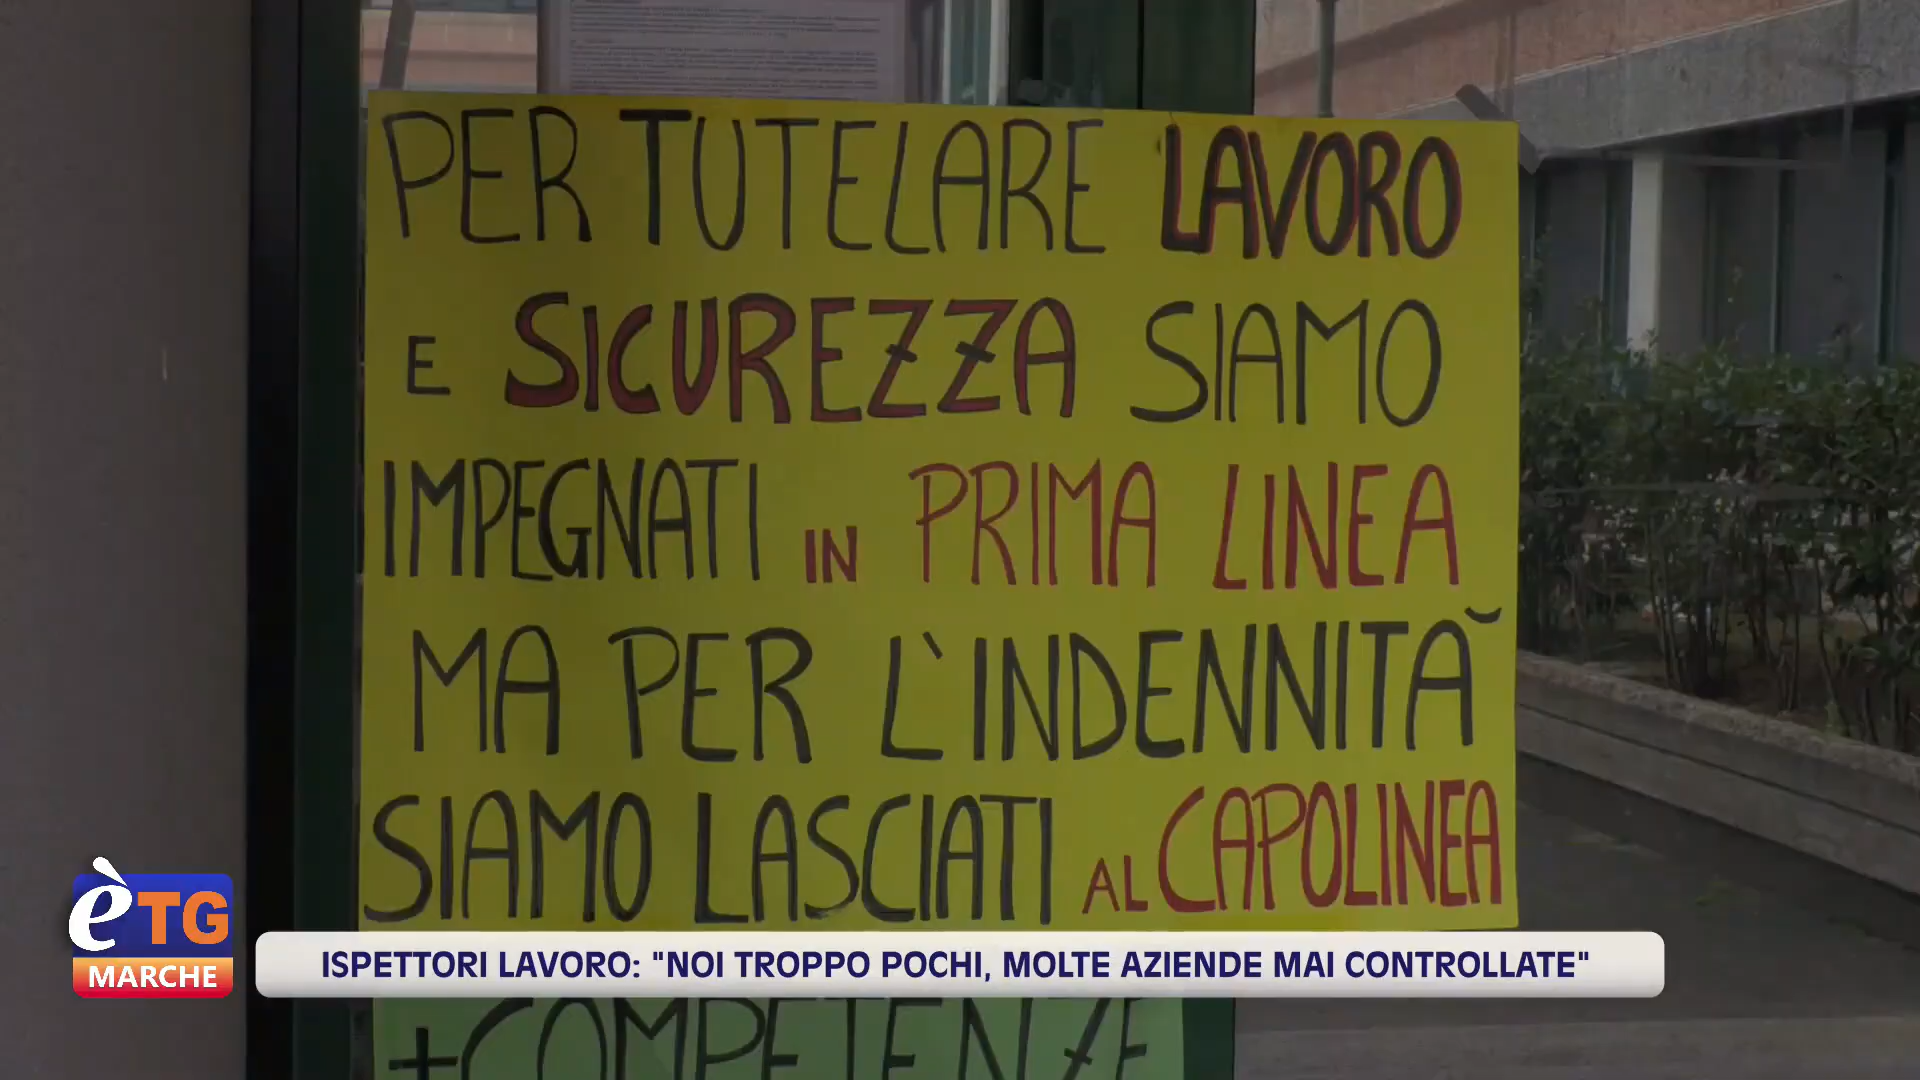 PER TUTELARE LAVORO
E SICUREZZA SIAMO
IMPEGNATI IN PRIMA LINEA
MA PER L'INDENNITÀ
SIAMO LASCIATI AL CAPOLINEA
èTG
MARCHE
ISPETTORI LAVORO: "NOI TROPPO POCHI, MOLTE AZIENDE MAI CONTROLLATE"
+COMPETENZE